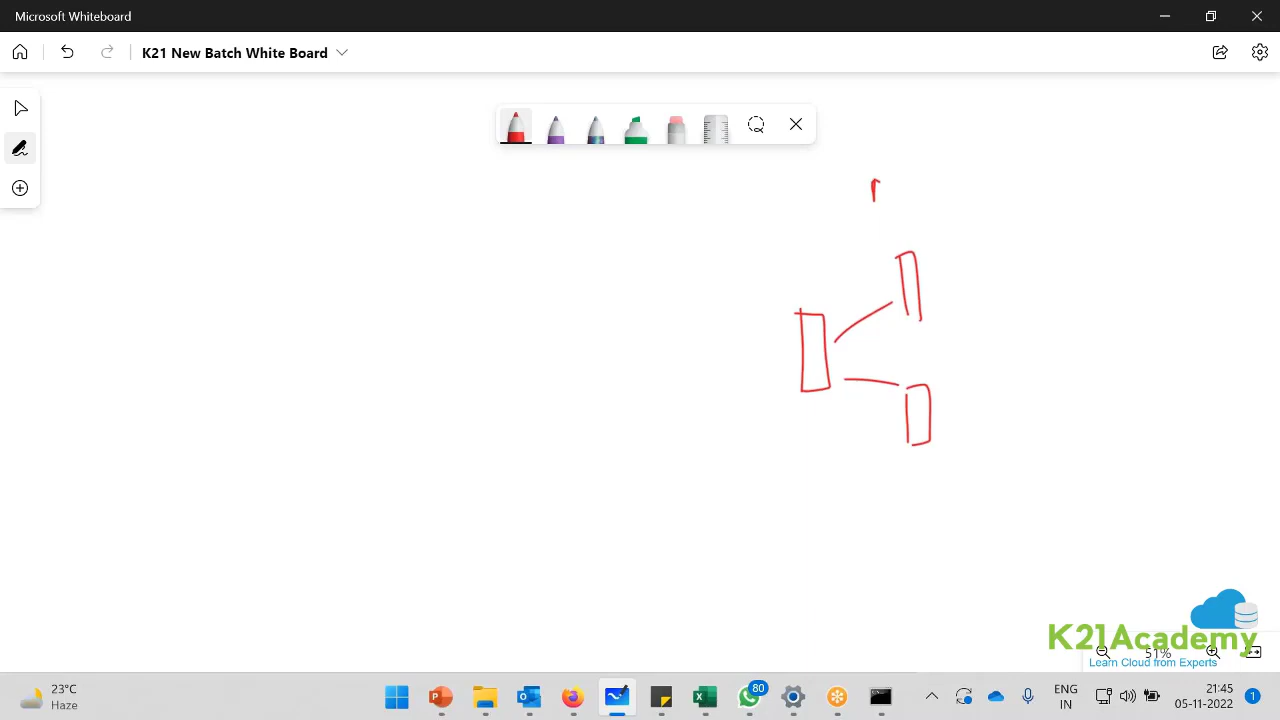 Microsoft Whiteboard
K21 New Batch White Board
K21Academy
51%
Learn Cloud from Experts
23°C
Haze
80
ENG
IN
21:45
05-11-2022
1